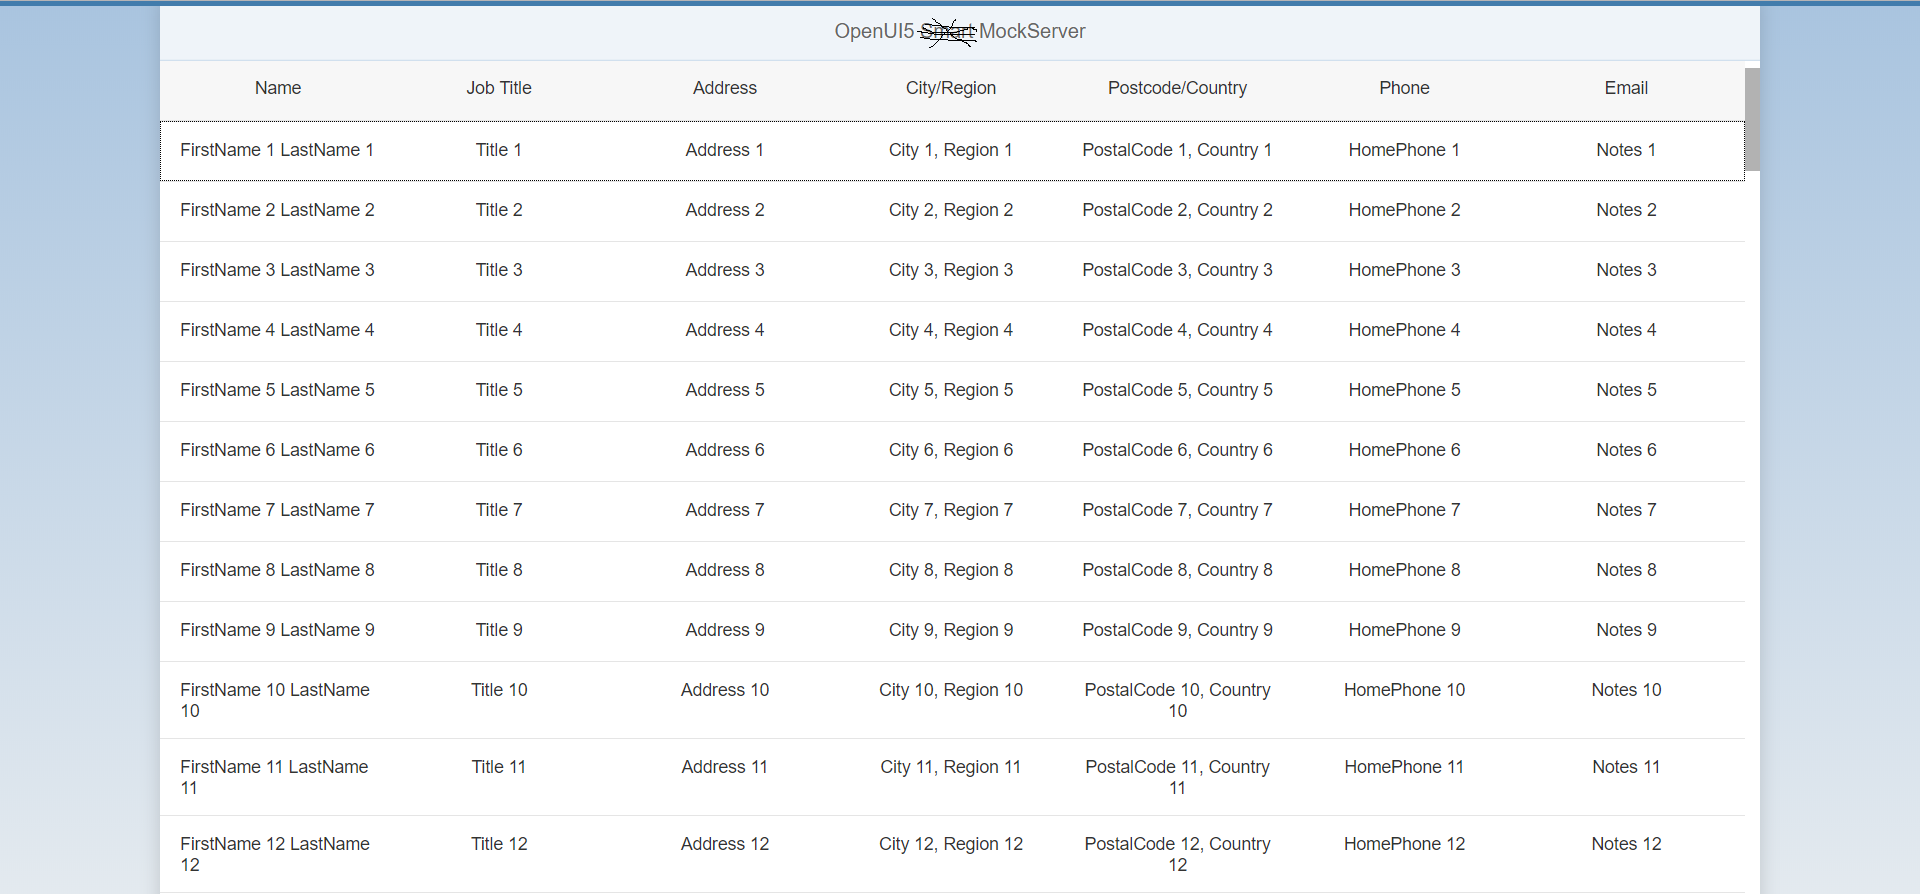 OpenUI5 Smart MockServer
Name Job Title Address City/Region Postcode/Country Phone Email
FirstName 1 LastName 1 Title 1 Address 1 City 1, Region 1 PostalCode 1, Country 1 HomePhone 1 Notes 1
FirstName 2 LastName 2 Title 2 Address 2 City 2, Region 2 PostalCode 2, Country 2 HomePhone 2 Notes 2
FirstName 3 LastName 3 Title 3 Address 3 City 3, Region 3 PostalCode 3, Country 3 HomePhone 3 Notes 3
FirstName 4 LastName 4 Title 4 Address 4 City 4, Region 4 PostalCode 4, Country 4 HomePhone 4 Notes 4
FirstName 5 LastName 5 Title 5 Address 5 City 5, Region 5 PostalCode 5, Country 5 HomePhone 5 Notes 5
FirstName 6 LastName 6 Title 6 Address 6 City 6, Region 6 PostalCode 6, Country 6 HomePhone 6 Notes 6
FirstName 7 LastName 7 Title 7 Address 7 City 7, Region 7 PostalCode 7, Country 7 HomePhone 7 Notes 7
FirstName 8 LastName 8 Title 8 Address 8 City 8, Region 8 PostalCode 8, Country 8 HomePhone 8 Notes 8
FirstName 9 LastName 9 Title 9 Address 9 City 9, Region 9 PostalCode 9, Country 9 HomePhone 9 Notes 9
FirstName 10 LastName Title 10 Address 10 City 10, Region 10 PostalCode 10, Country HomePhone 10 Notes 10
10 10
FirstName 11 LastName Title 11 Address 11 City 11, Region 11 PostalCode 11, Country HomePhone 11 Notes 11
11 11
FirstName 12 LastName Title 12 Address 12 City 12, Region 12 PostalCode 12, Country HomePhone 12 Notes 12
12 12